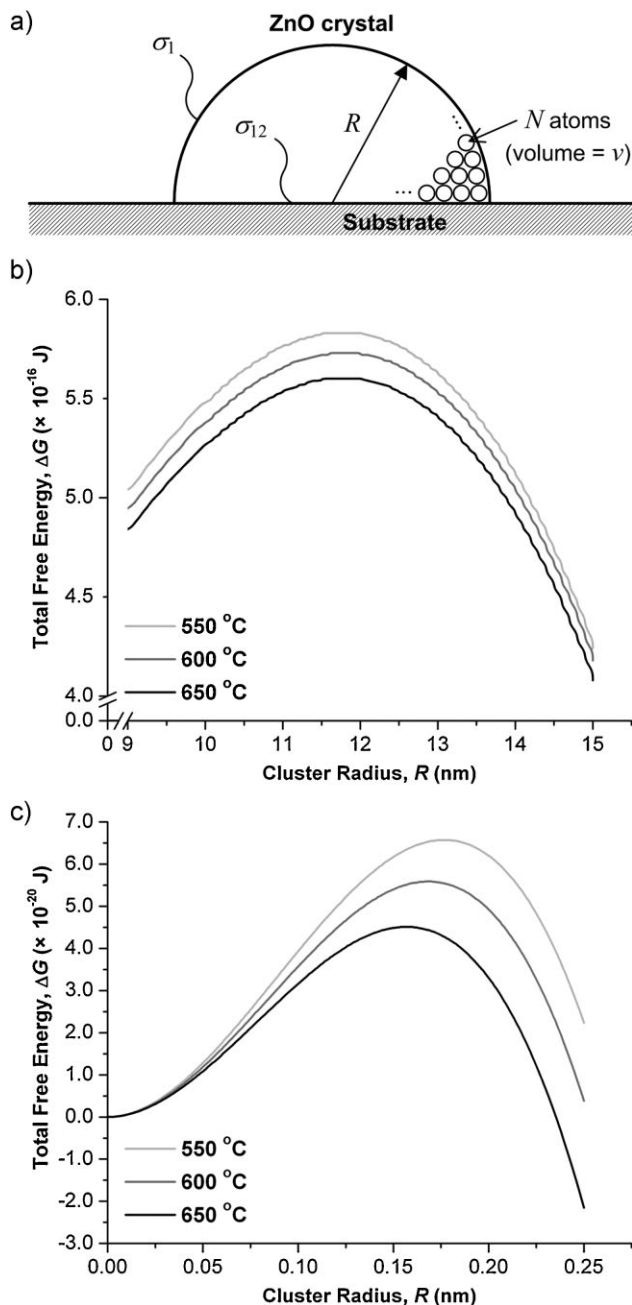 a)
ZnO crystal
σ1
σ12
R
N atoms
(volume = v)
...
...
Substrate
b)
Total Free Energy, ΔG (× 10-16 J)
6.0
5.5
5.0
4.5
4.0
0.0
550 °C
600 °C
650 °C
0 9 10 11 12 13 14 15
Cluster Radius, R (nm)
c)
Total Free Energy, ΔG (× 10-20 J)
7.0
6.0
5.0
4.0
3.0
2.0
1.0
0.0
-1.0
-2.0
-3.0
550 °C
600 °C
650 °C
0.00 0.05 0.10 0.15 0.20 0.25
Cluster Radius, R (nm)